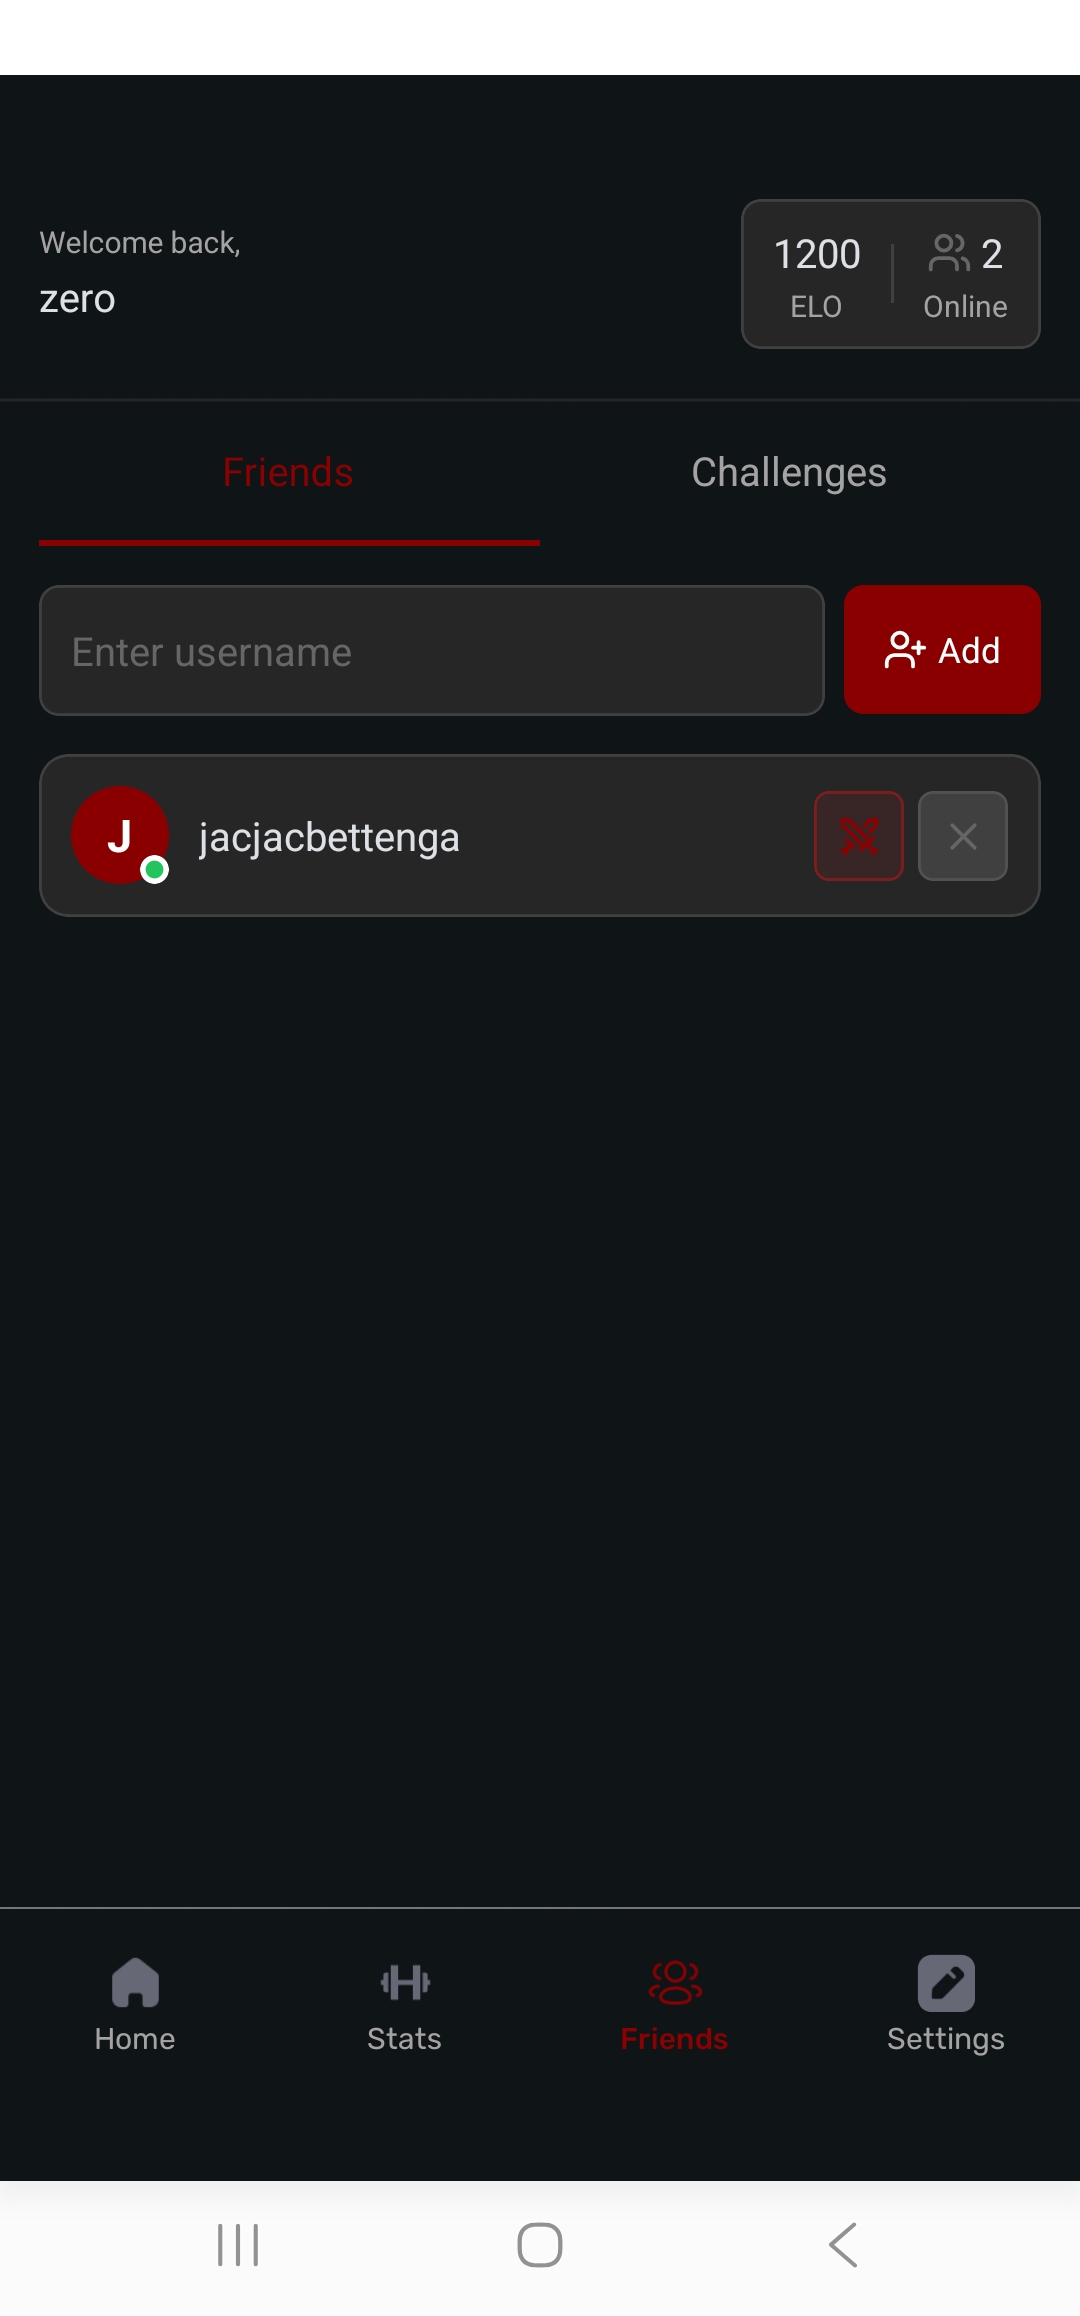 Welcome back,
zero
1200
ELO
2
Online
Friends
Challenges
Enter username
Add
J
jacjacbettenga
Home
Stats
Friends
Settings